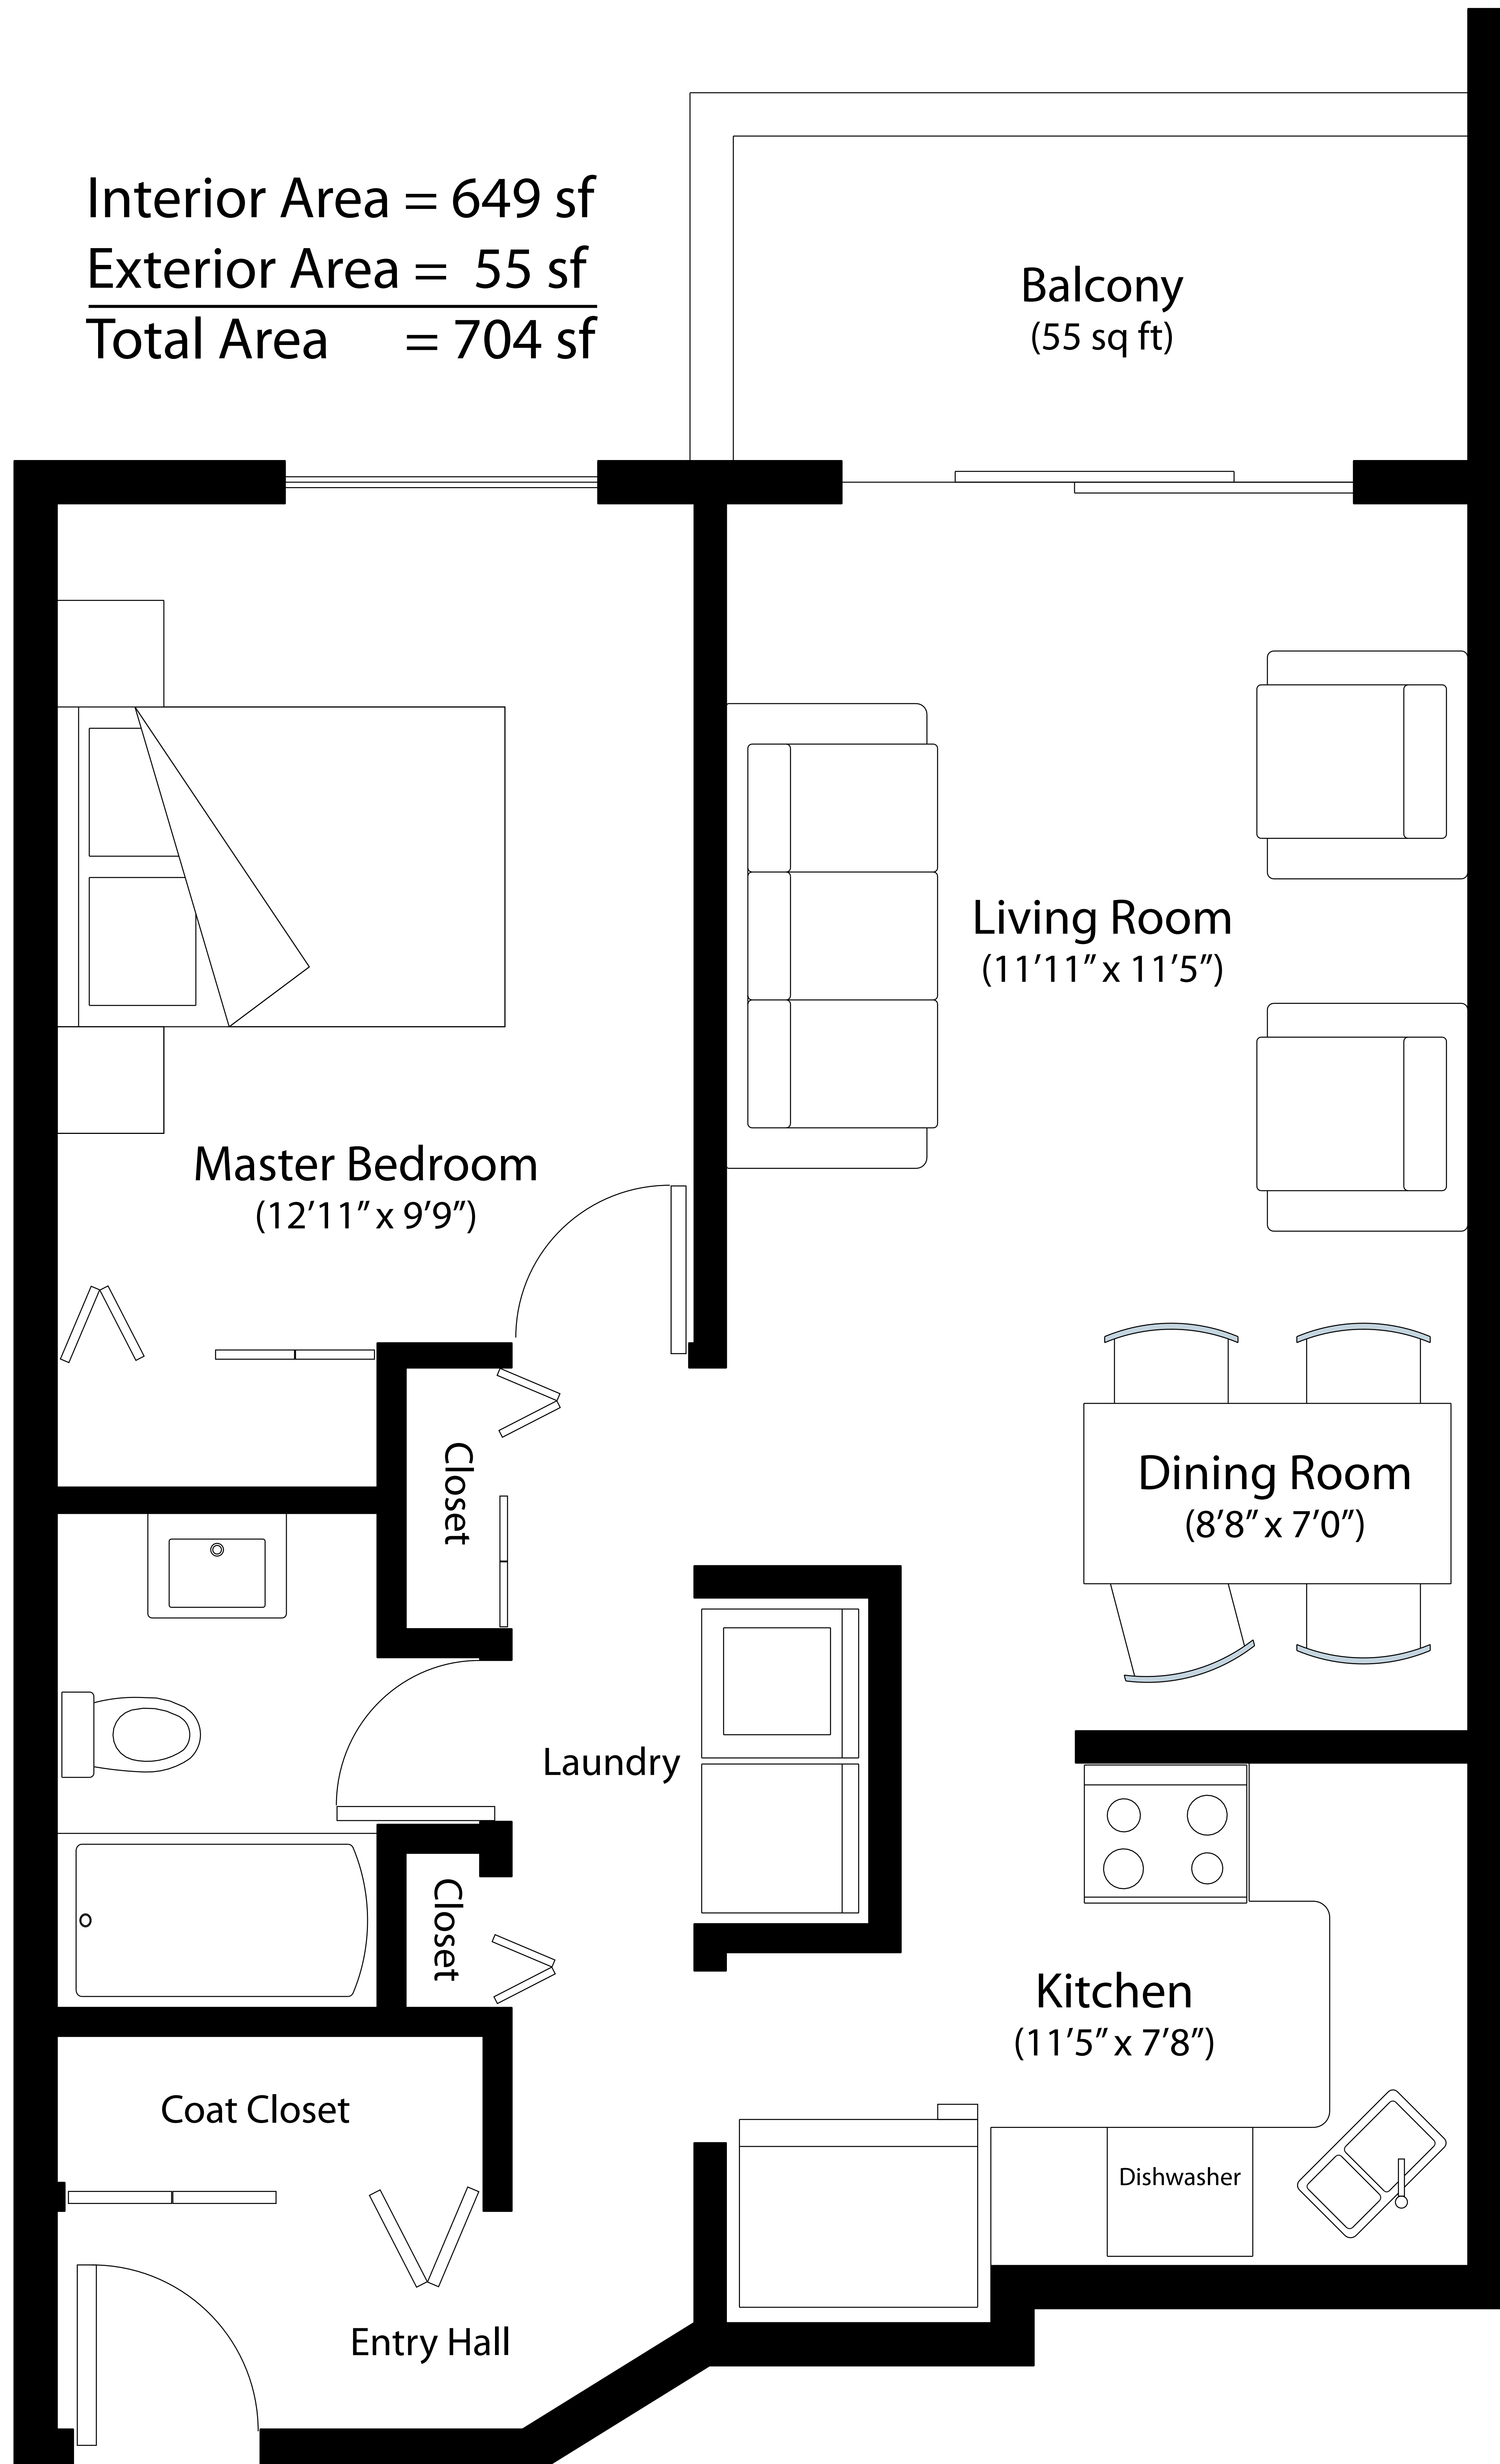 Interior Area = 649 sf
Exterior Area = 55 sf
Total Area = 704 sf
Balcony
(55 sq ft)
Living Room
(11’11” x 11’5”)
Master Bedroom
(12’11” x 9’9”)
Closet
Dining Room
(8’8” x 7’0”)
Laundry
Closet
Kitchen
(11’5” x 7’8”)
Coat Closet
Dishwasher
Entry Hall